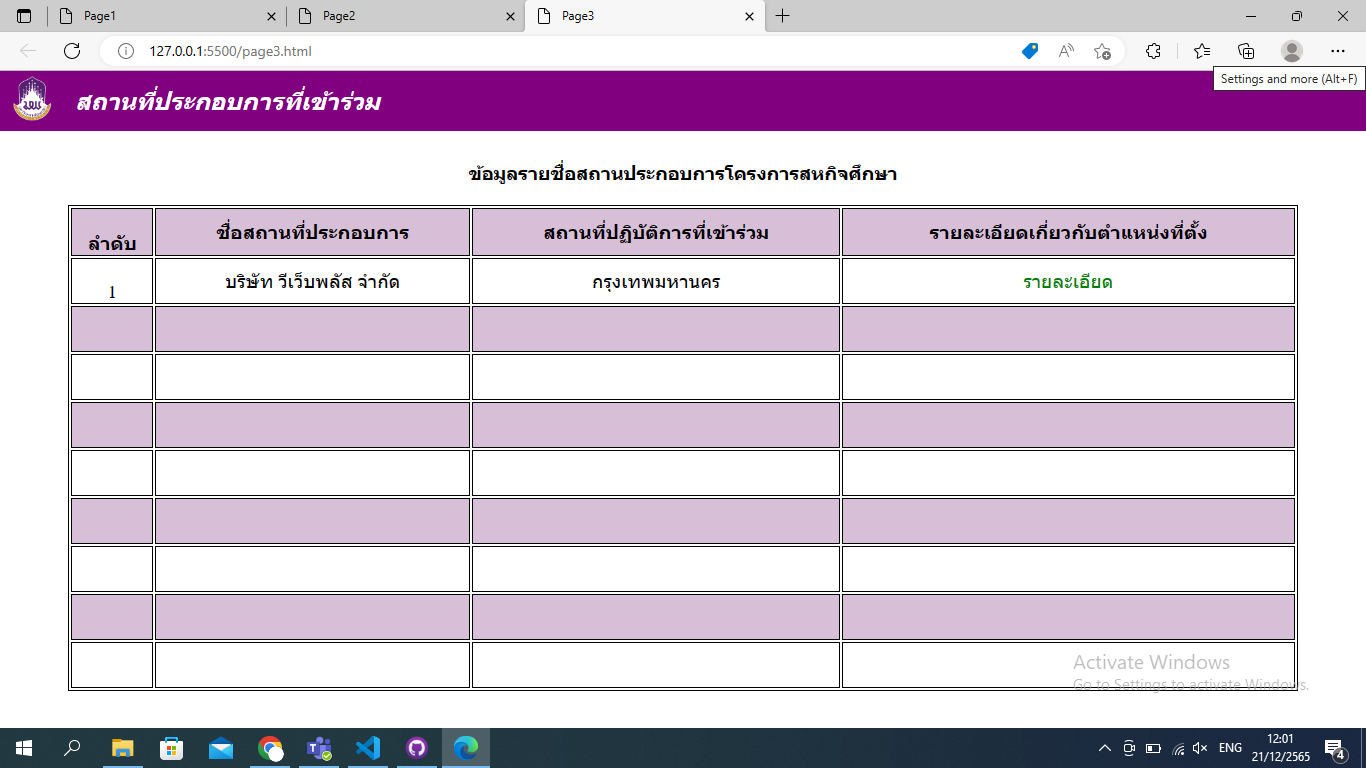 Page1
Page2
Page3
127.0.0.1:5500/page3.html
Settings and more (Alt+F)
สถานที่ประกอบการที่เข้าร่วม
ข้อมูลรายชื่อสถานประกอบการโครงการสหกิจศึกษา
ลำดับ ชื่อสถานที่ประกอบการ สถานที่ปฏิบัติการที่เข้าร่วม รายละเอียดเกี่ยวกับตำแหน่งที่ตั้ง
1 บริษัท วีเว็บพลัส จำกัด กรุงเทพมหานคร รายละเอียด
Activate Windows
Go to Settings to activate Windows.
ENG
12:01
21/12/2565
4